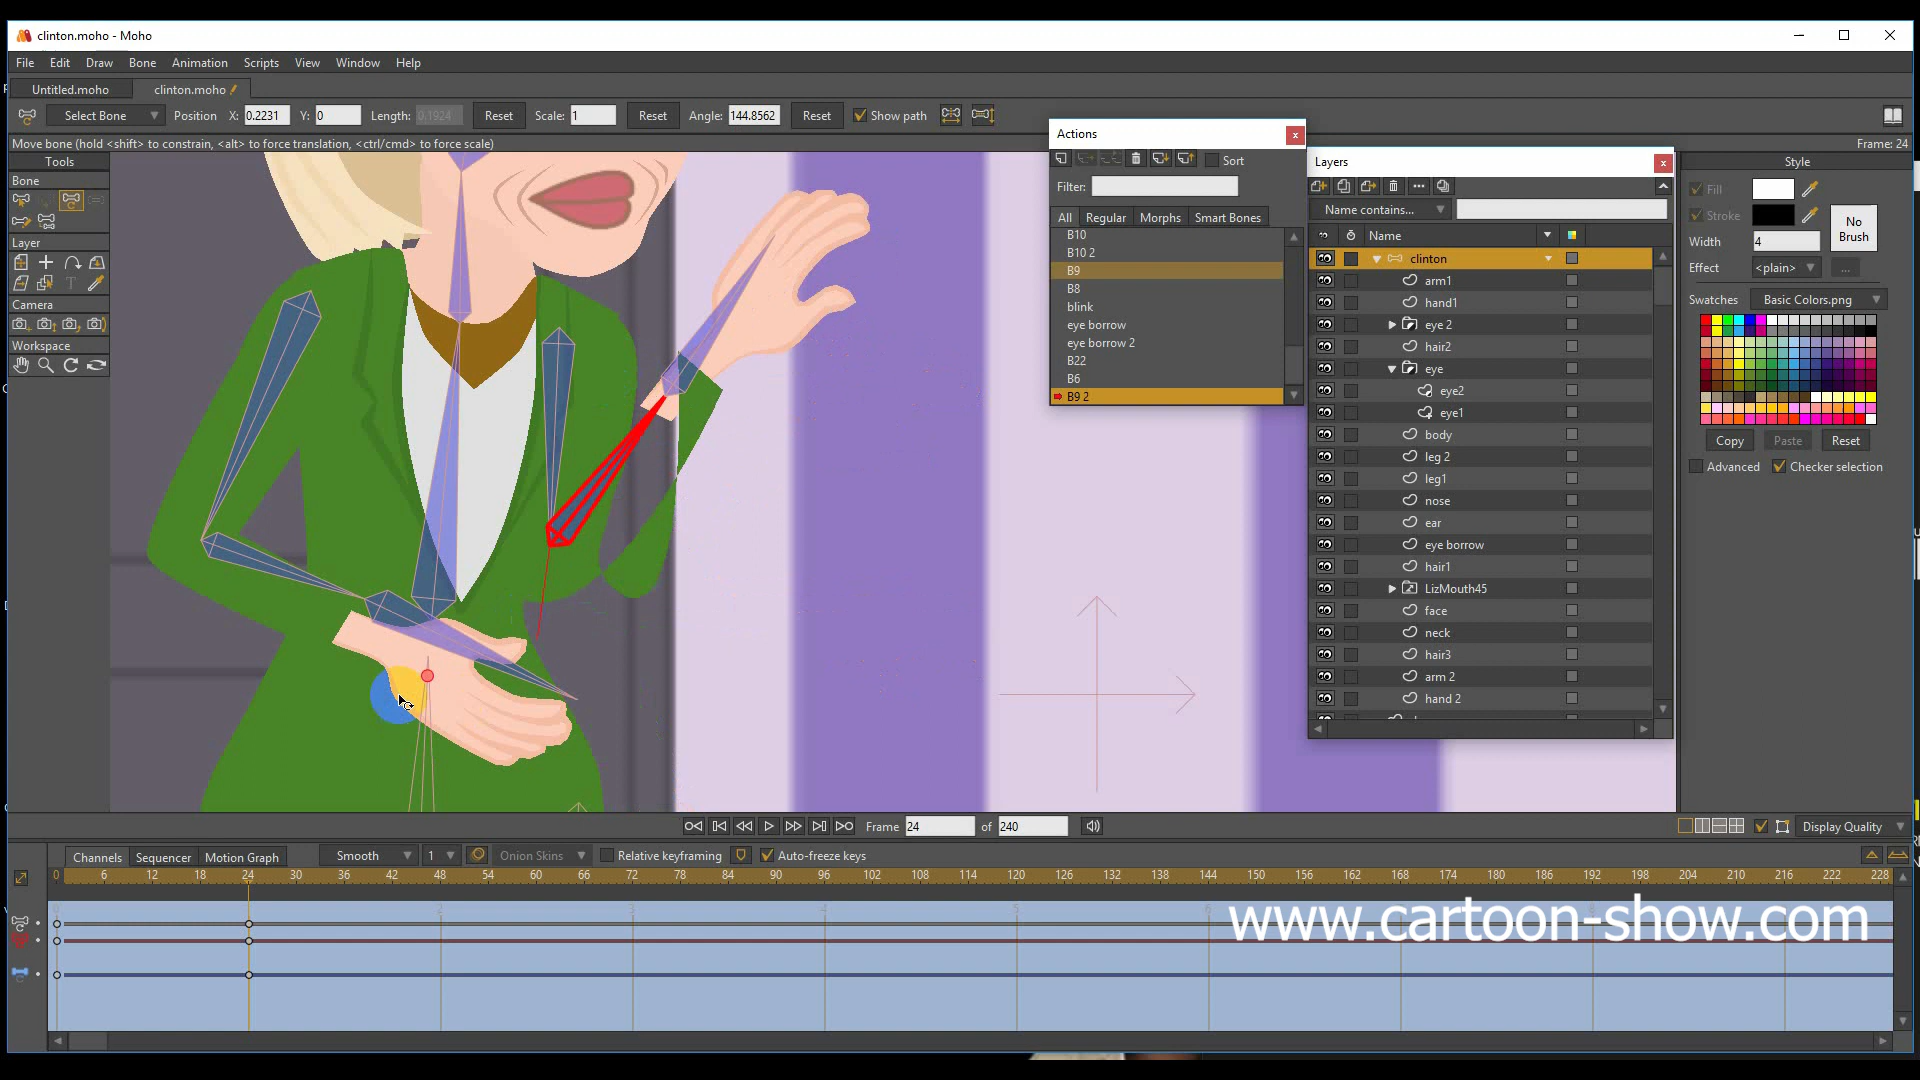 clinton.moho - Moho
File Edit Draw Bone Animation Scripts View Window Help
Untitled.moho clinton.moho
Select Bone Position X: 0.2231 Y: 0 Length: 0.1924 Reset Scale: 1 Reset Angle: 144.8562 Reset Show path
Move bone (hold <shift> to constrain, <alt> to force translation, <ctrl/cmd> to force scale) Frame: 24
Tools
Bone
Layer
Camera
Workspace
Actions
Sort
Filter:
All Regular Morphs Smart Bones
B10
B10 2
B9
B8
blink
eye borrow
eye borrow 2
B22
B6
B9 2
Layers
Name contains...
Name
clinton
arm1
hand1
eye 2
hair2
eye
eye2
eye1
body
leg 2
leg1
nose
ear
eye borrow
hair1
LizMouth45
face
neck
hair3
arm 2
hand 2
Style
Fill
Stroke
No Brush
Width 4
Effect <plain> ...
Swatches Basic Colors.png
Copy Paste Reset
Advanced Checker selection
Frame 24 of 240
Display Quality
Channels Sequencer Motion Graph Smooth 1 Onion Skins Relative keyframing Auto-freeze keys
0 6 12 18 24 30 36 42 48 54 60 66 72 78 84 90 96 102 108 114 120 126 132 138 144 150 156 162 168 174 180 186 192 198 204 210 216 222 228
www.cartoon-show.com